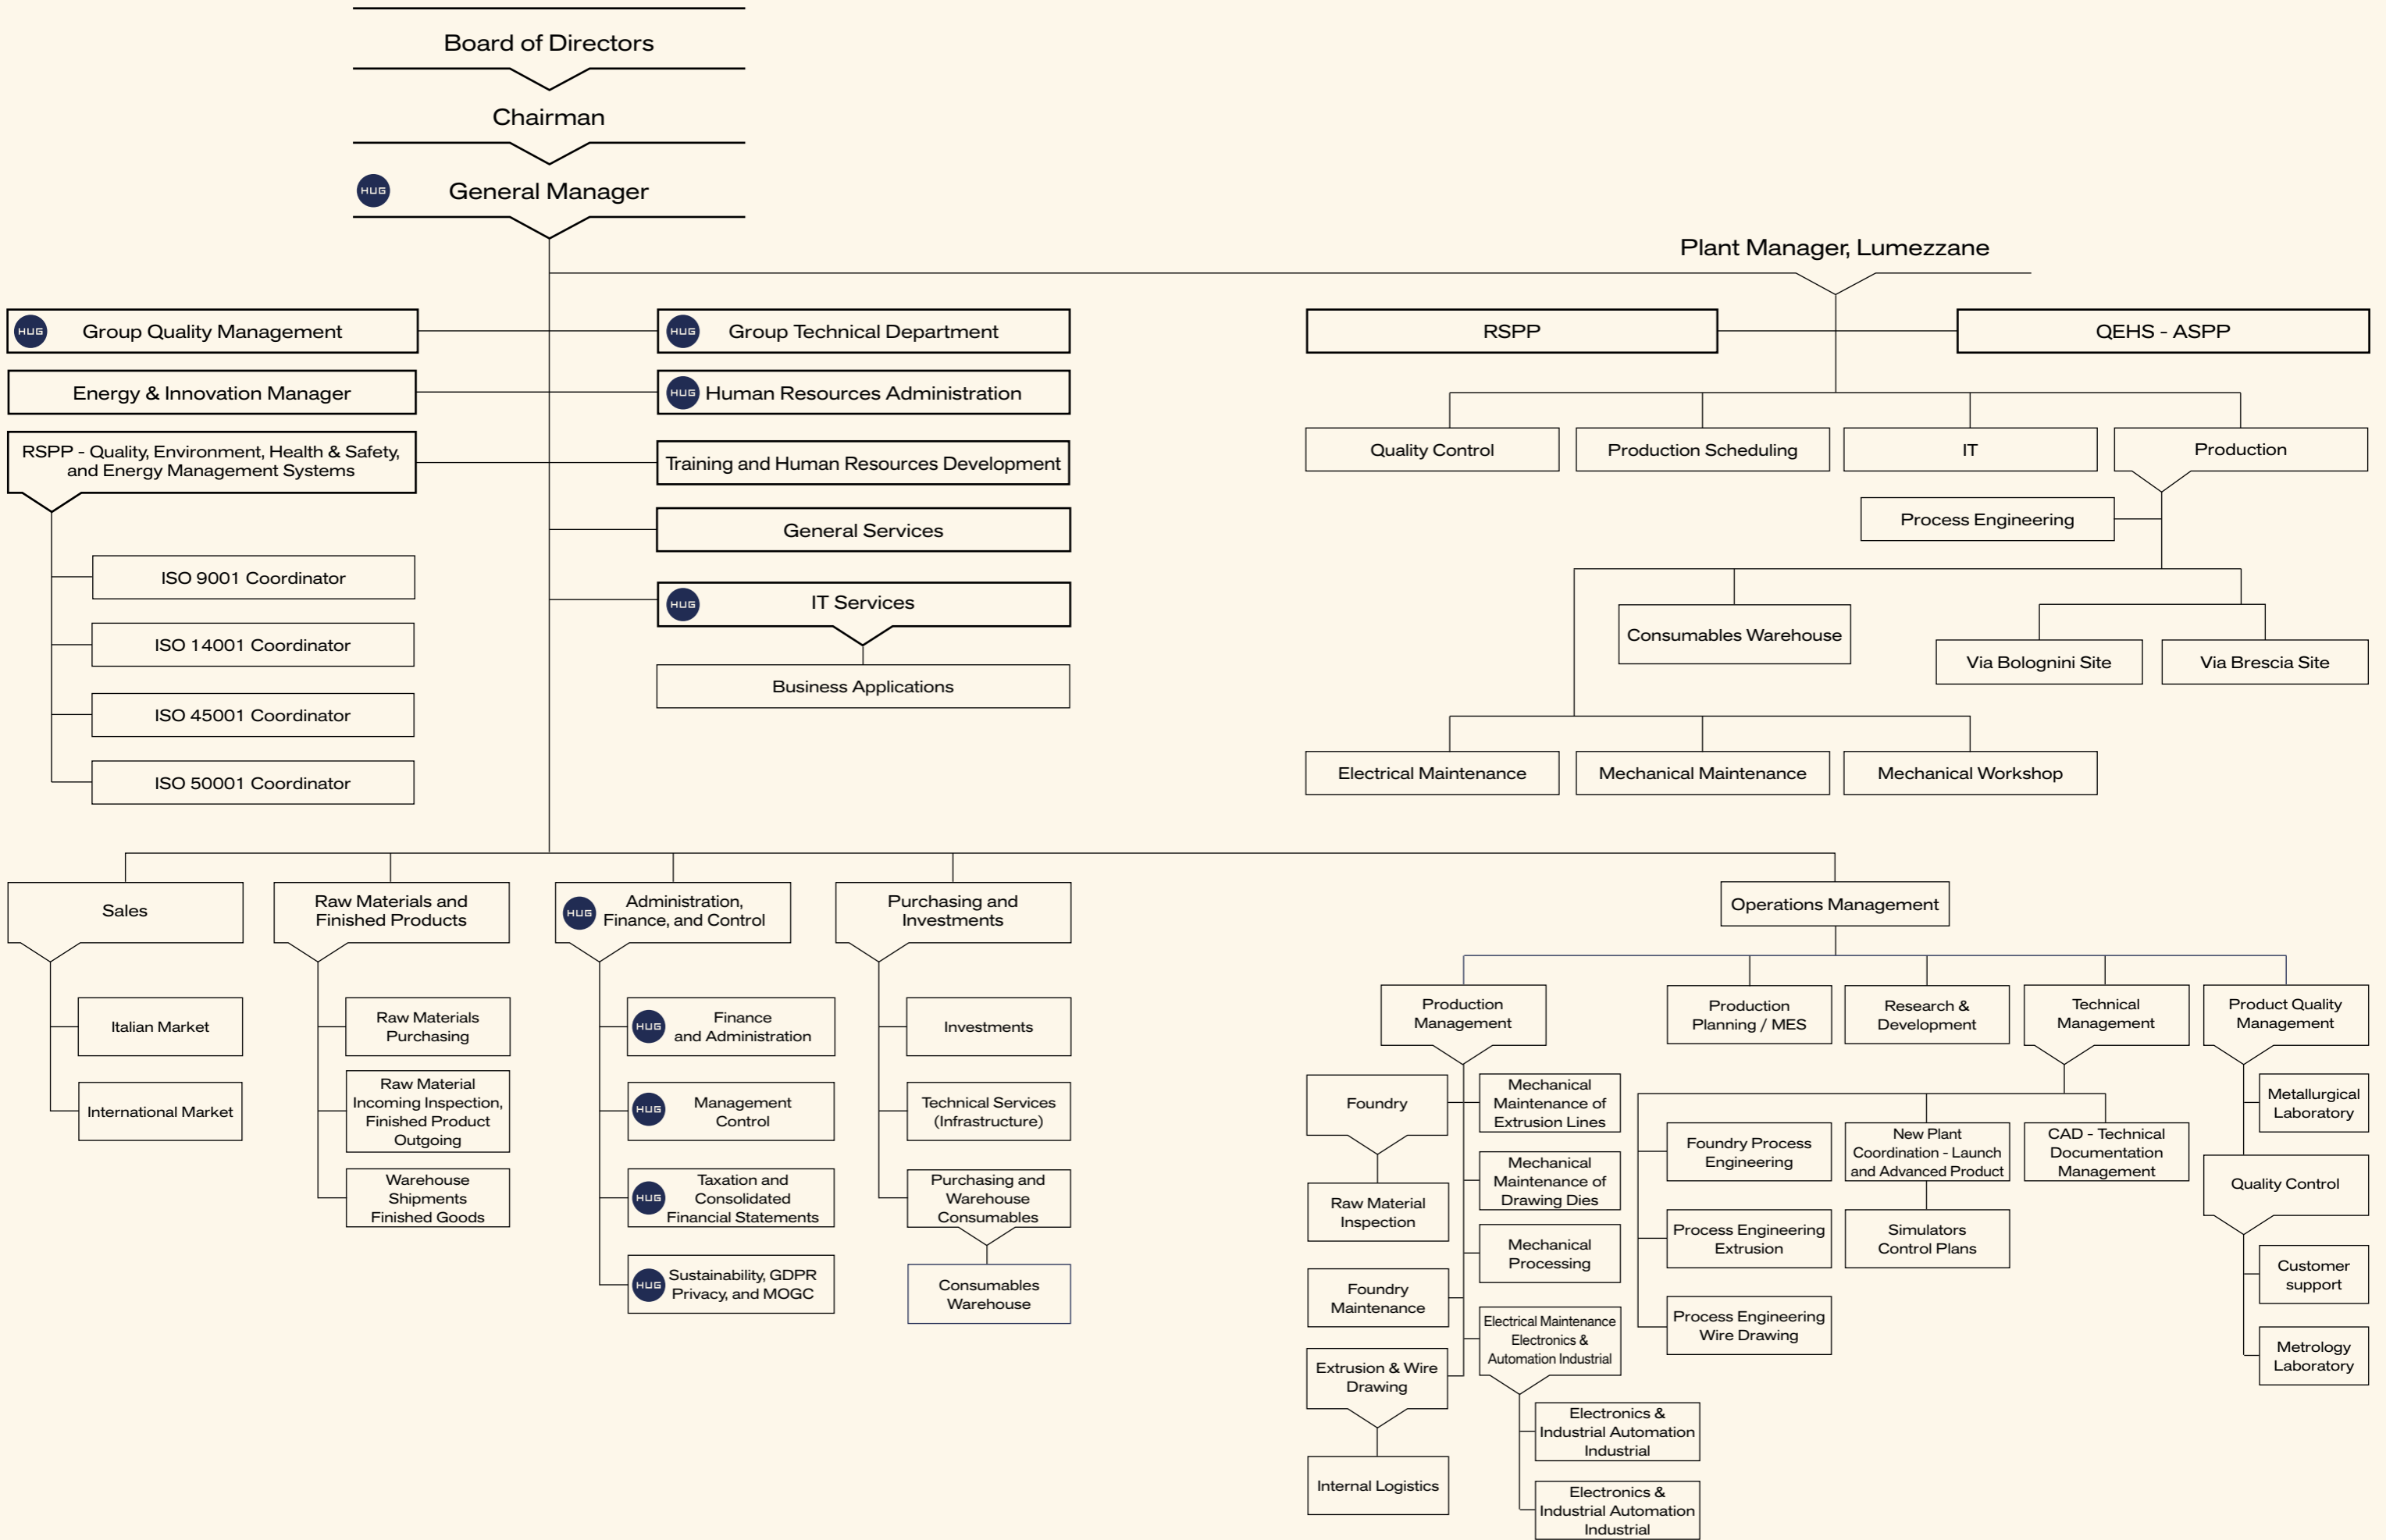 Board of Directors
Chairman
HUG
General Manager
Plant Manager, Lumezzane
HUG
Group Quality Management
HUG
Group Technical Department
RSPP
QEHS - ASPP
Energy & Innovation Manager
HUG
Human Resources Administration
RSPP - Quality, Environment, Health & Safety,
and Energy Management Systems
Training and Human Resources Development
Quality Control
Production Scheduling
IT
Production
General Services
Process Engineering
ISO 9001 Coordinator
HUG
IT Services
ISO 14001 Coordinator
Consumables Warehouse
Via Bolognini Site
Via Brescia Site
Business Applications
ISO 45001 Coordinator
ISO 50001 Coordinator
Electrical Maintenance
Mechanical Maintenance
Mechanical Workshop
Sales
Raw Materials and
Finished Products
HUG
Administration,
Finance, and Control
Purchasing and
Investments
Operations Management
Italian Market
International Market
Raw Materials
Purchasing
Raw Material
Incoming Inspection,
Finished Product
Outgoing
Warehouse
Shipments
Finished Goods
HUG
Finance
and Administration
HUG
Management
Control
HUG
Taxation and
Consolidated
Financial Statements
HUG
Sustainability, GDPR
Privacy, and MOGC
Investments
Technical Services
(Infrastructure)
Purchasing and
Warehouse
Consumables
Consumables
Warehouse
Production
Management
Production
Planning / MES
Research &
Development
Technical
Management
Product Quality
Management
Foundry
Raw Material
Inspection
Foundry
Maintenance
Extrusion & Wire
Drawing
Internal Logistics
Mechanical
Maintenance of
Extrusion Lines
Mechanical
Maintenance of
Drawing Dies
Mechanical
Processing
Electrical Maintenance
Electronics &
Automation Industrial
Electronics &
Industrial Automation
Industrial
Electronics &
Industrial Automation
Industrial
Foundry Process
Engineering
Process Engineering
Extrusion
Process Engineering
Wire Drawing
New Plant
Coordination - Launch
and Advanced Product
Simulators
Control Plans
CAD - Technical
Documentation
Management
Metallurgical
Laboratory
Quality Control
Customer
support
Metrology
Laboratory